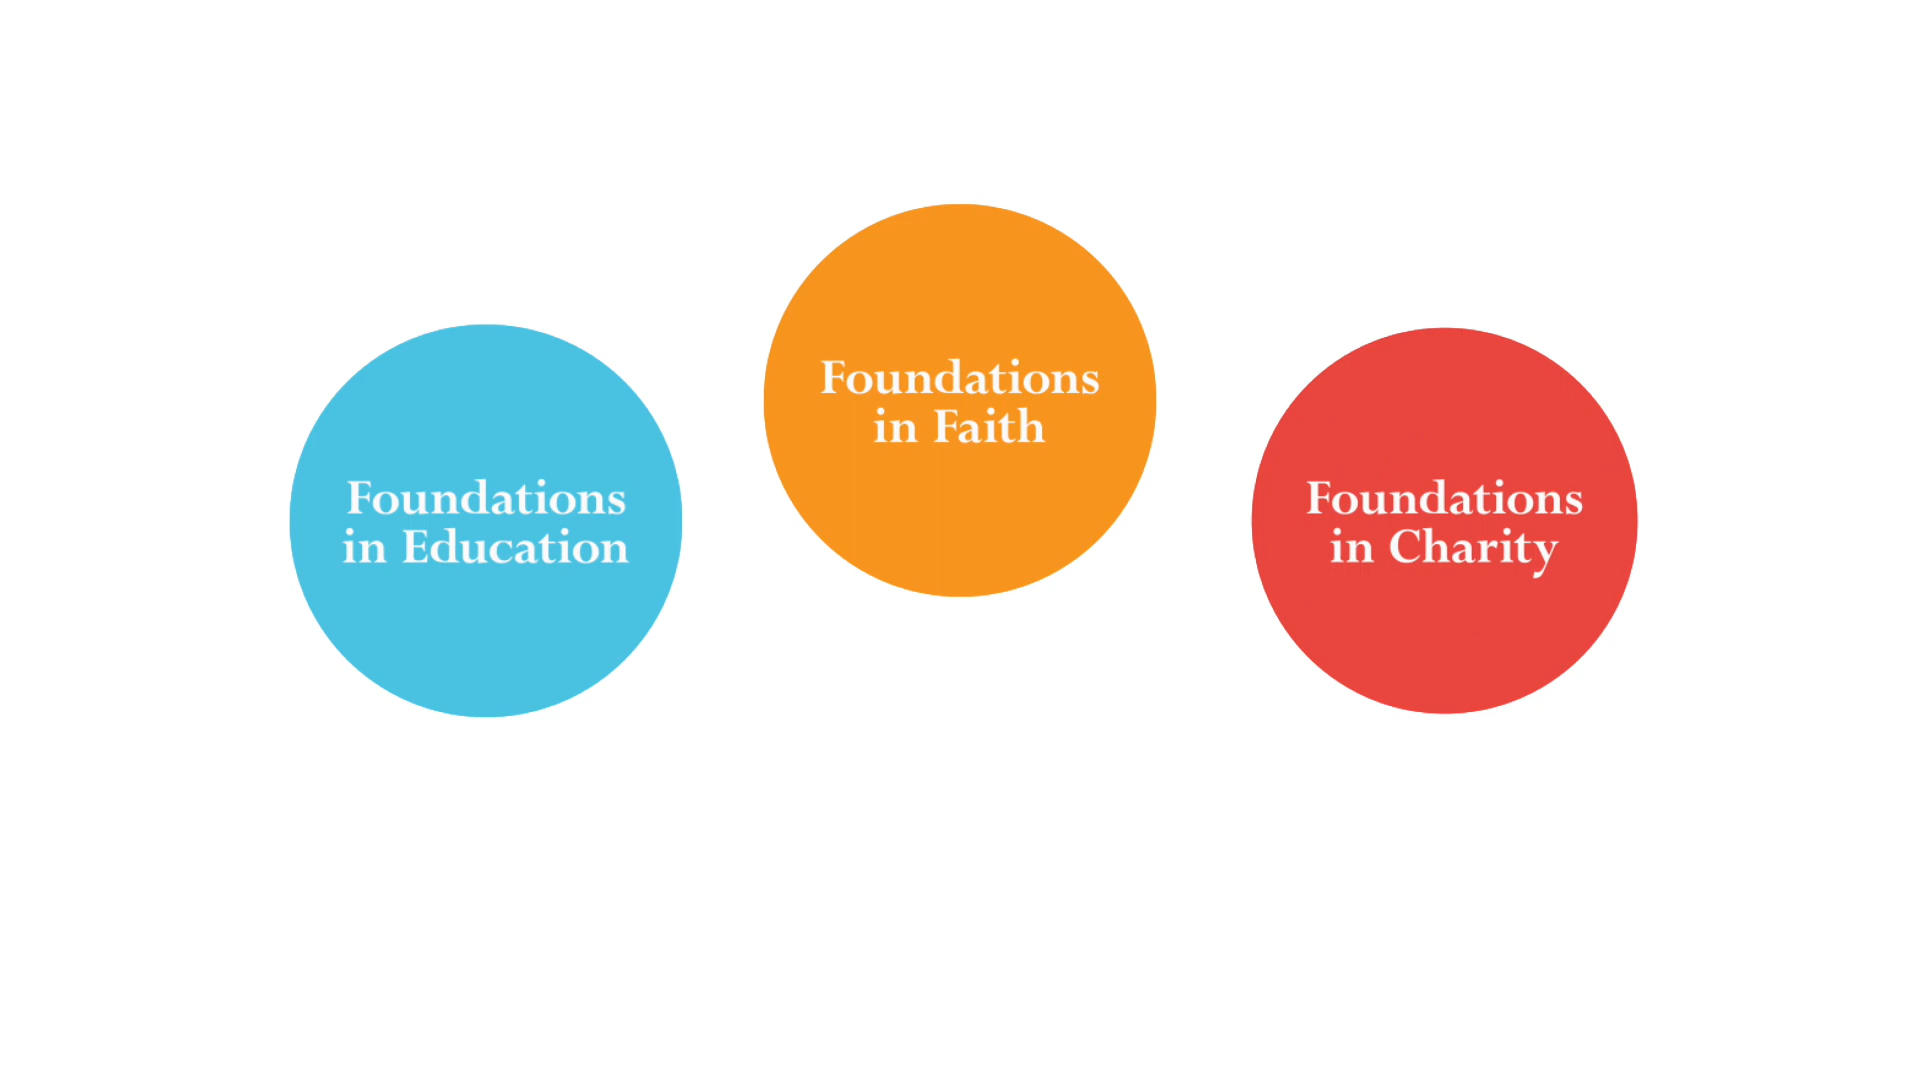 Foundations
in Education
Foundations
in Faith
Foundations
in Charity